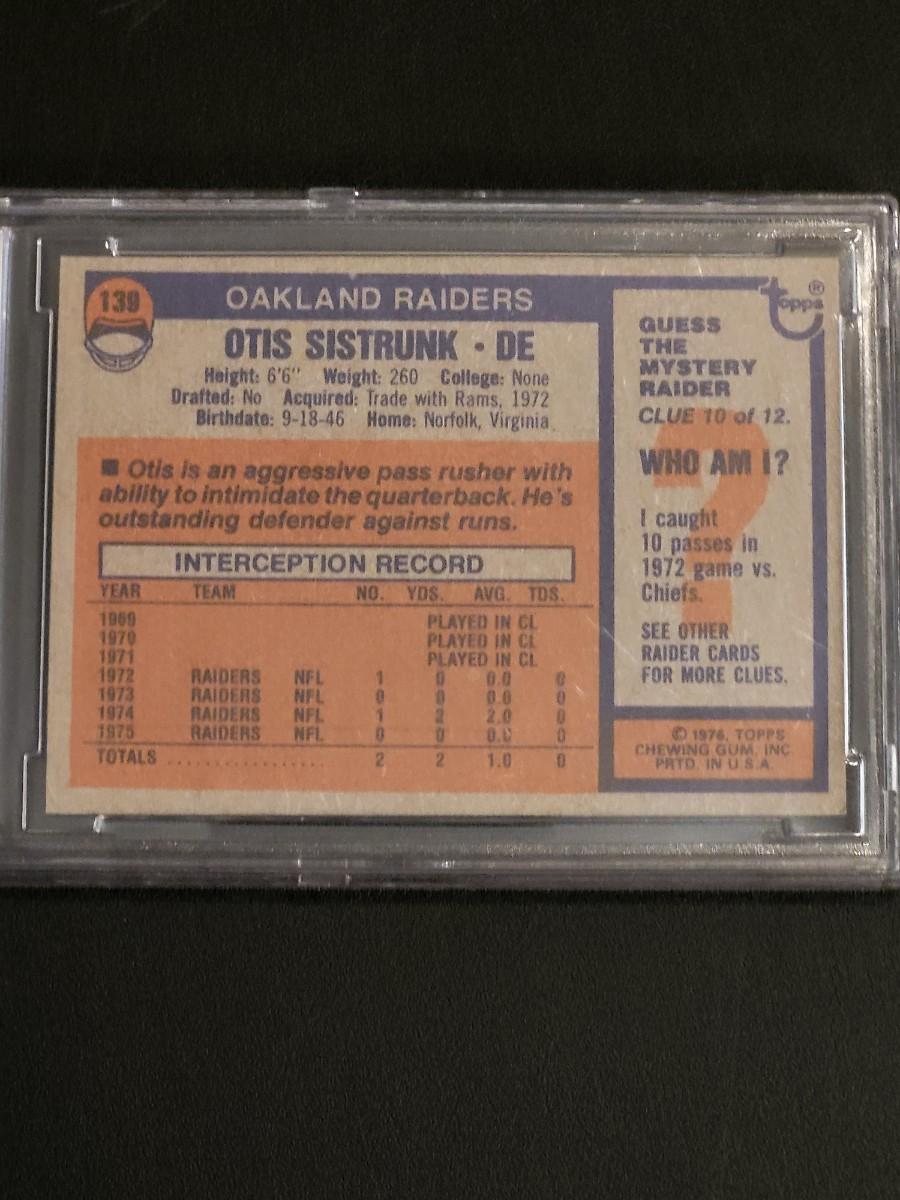 139
OAKLAND RAIDERS
OTIS SISTRUNK • DE
Height: 6'6" Weight: 260 College: None
Drafted: No Acquired: Trade with Rams, 1972
Birthdate: 9-18-46 Home: Norfolk, Virginia
■ Otis is an aggressive pass rusher with
ability to intimidate the quarterback. He's
outstanding defender against runs.
INTERCEPTION RECORD
YEAR TEAM NO. YDS. AVG. TDS.
1969 PLAYED IN CL
1970 PLAYED IN CL
1971 PLAYED IN CL
1972 RAIDERS NFL 1 0 0.0 0
1973 RAIDERS NFL 0 0 0.0 0
1974 RAIDERS NFL 1 2 2.0 0
1975 RAIDERS NFL 0 0 0.0 0
TOTALS .................. 2 2 1.0 0
topps®
GUESS
THE
MYSTERY
RAIDER
CLUE 10 of 12.
?
WHO AM I?
I caught
10 passes in
1972 game vs.
Chiefs.
SEE OTHER
RAIDER CARDS
FOR MORE CLUES.
© 1976, TOPPS
CHEWING GUM, INC.
PRTD. IN U.S.A.